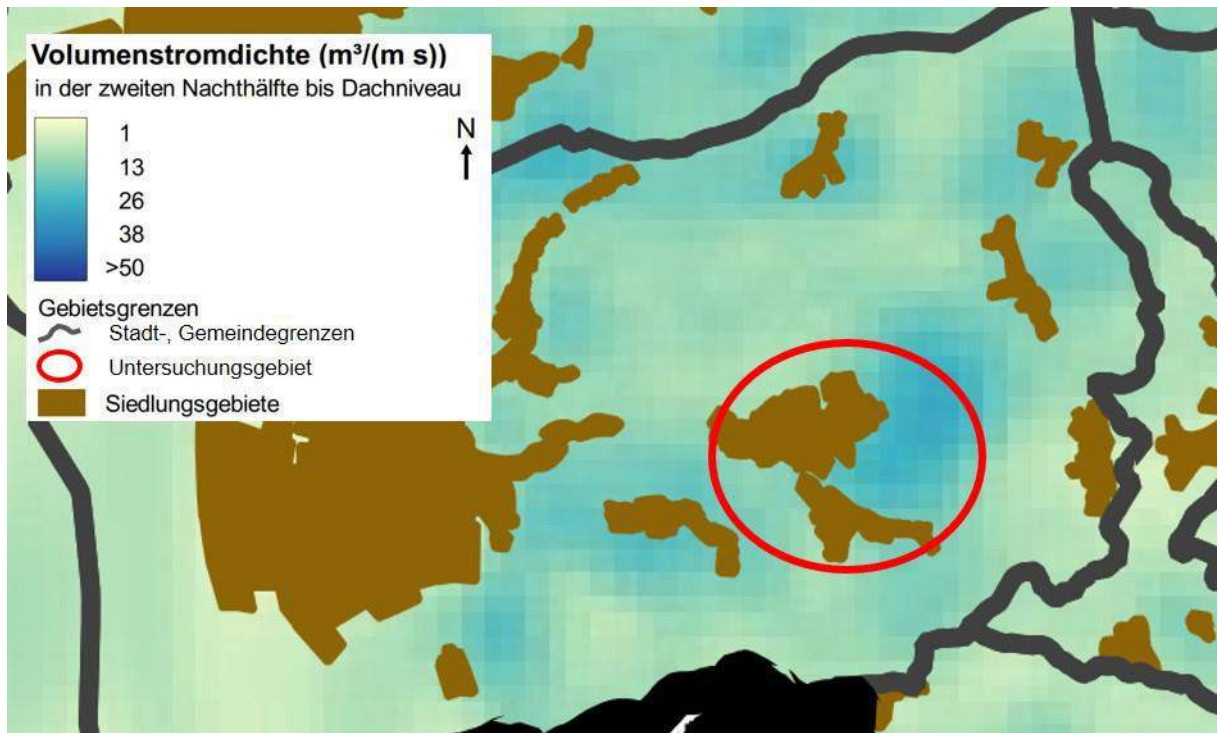 Volumenstromdichte (m³/(m s))
in der zweiten Nachthälfte bis Dachniveau
N
1
13
26
38
>50
Gebietsgrenzen
Stadt-, Gemeindegrenzen
Untersuchungsgebiet
Siedlungsgebiete